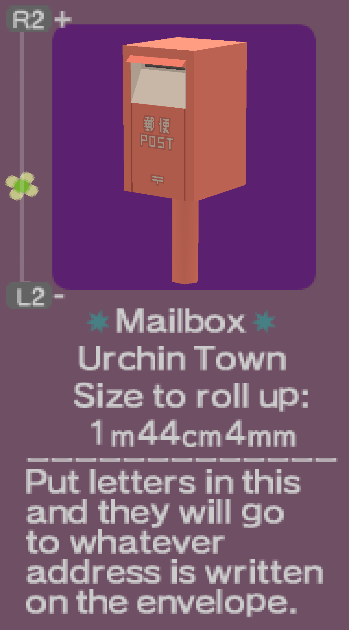 R2 +
郵便
POST
〒
L2 -
Mailbox
Urchin Town
Size to roll up:
1m44cm4mm
Put letters in this
and they will go
to whatever
address is written
on the envelope.